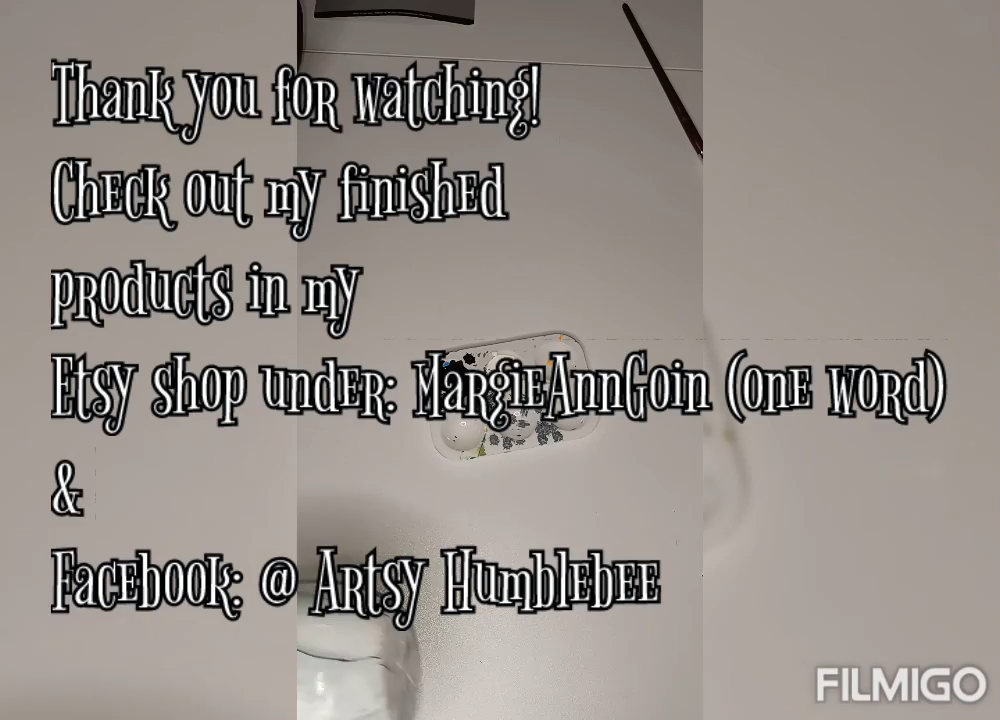 Thank you for watching!
Check out my finished
products in my
Etsy shop under: MargieAnnGoin (one word)
&
Facebook: @ Artsy Humblebee
FILMIGO